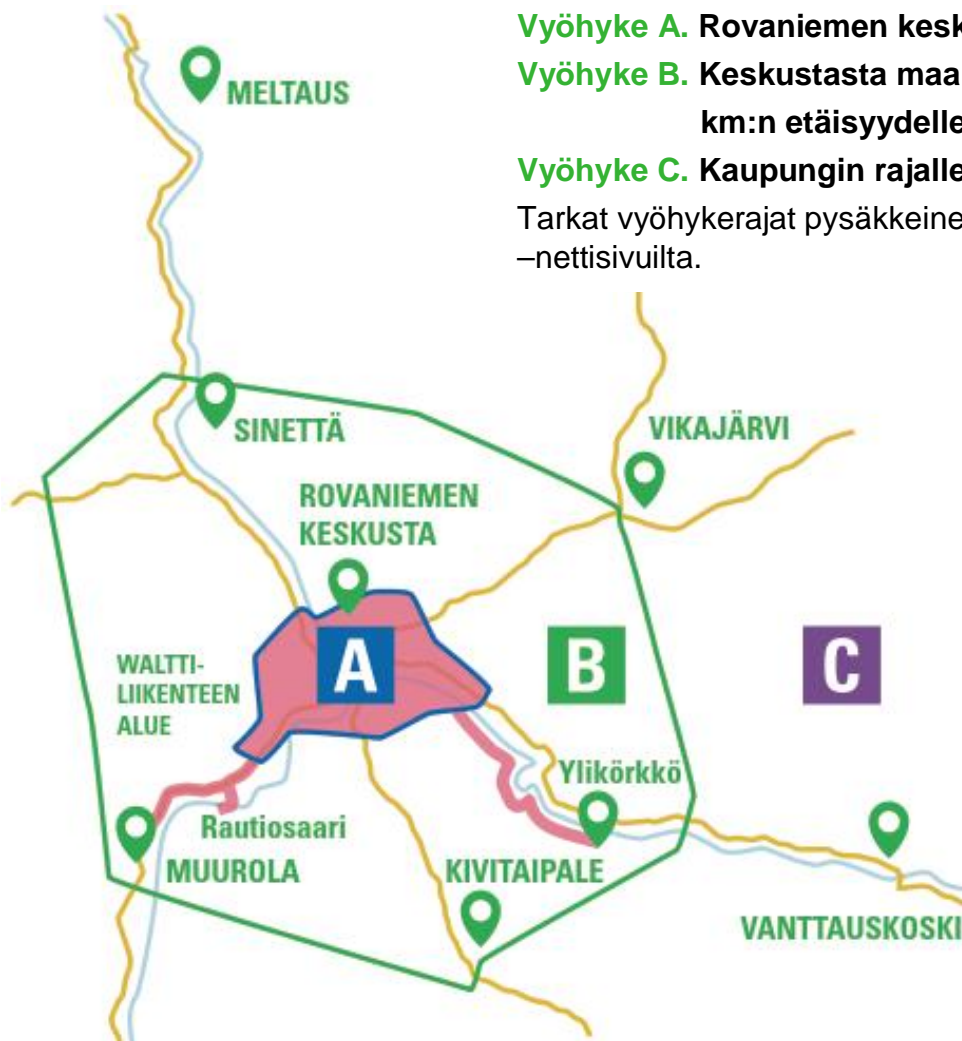 Vyöhyke A. Rovaniemen kesk
Vyöhyke B. Keskustasta maa
km:n etäisyydelle
Vyöhyke C. Kaupungin rajalle
Tarkat vyöhykerajat pysäkkeine
–nettisivuilta.
MELTAUS
SINETTÄ
VIKAJÄRVI
ROVANIEMEN
KESKUSTA
A
B
C
WALTTI-
LIIKENTEEN
ALUE
Ylikörkkö
Rautiosaari
MUUROLA
KIVITAIPALE
VANTTAUSKOSKI